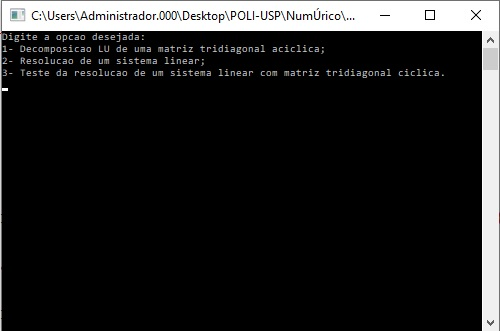 C:\Users\Administrador.000\Desktop\POLI-USP\NumÚrico\...
Digite a opcao desejada:
1- Decomposicao LU de uma matriz tridiagonal aciclica;
2- Resolucao de um sistema linear;
3- Teste da resolucao de um sistema linear com matriz tridiagonal ciclica.